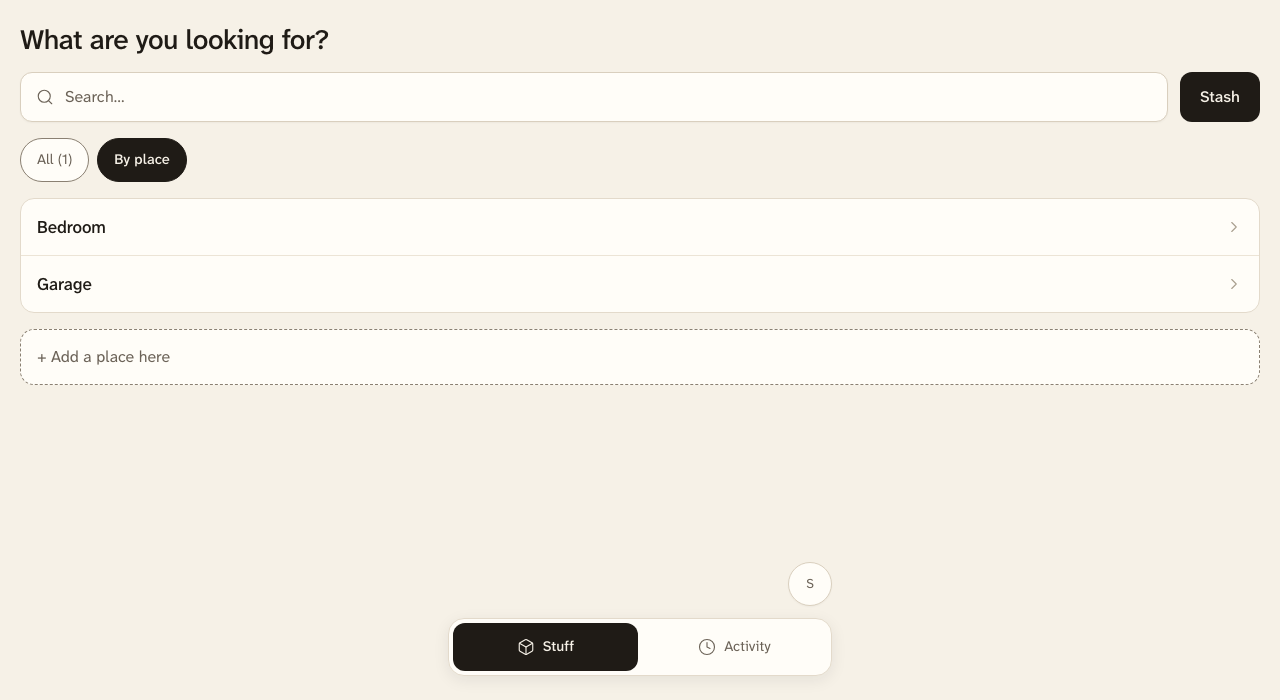 What are you looking for?
Search...
Stash
All (1)
By place
Bedroom
Garage
+ Add a place here
S
Stuff
Activity